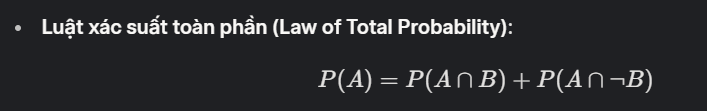 • Luật xác suất toàn phần (Law of Total Probability):
P(A) = P(A ∩ B) + P(A ∩ ¬B)